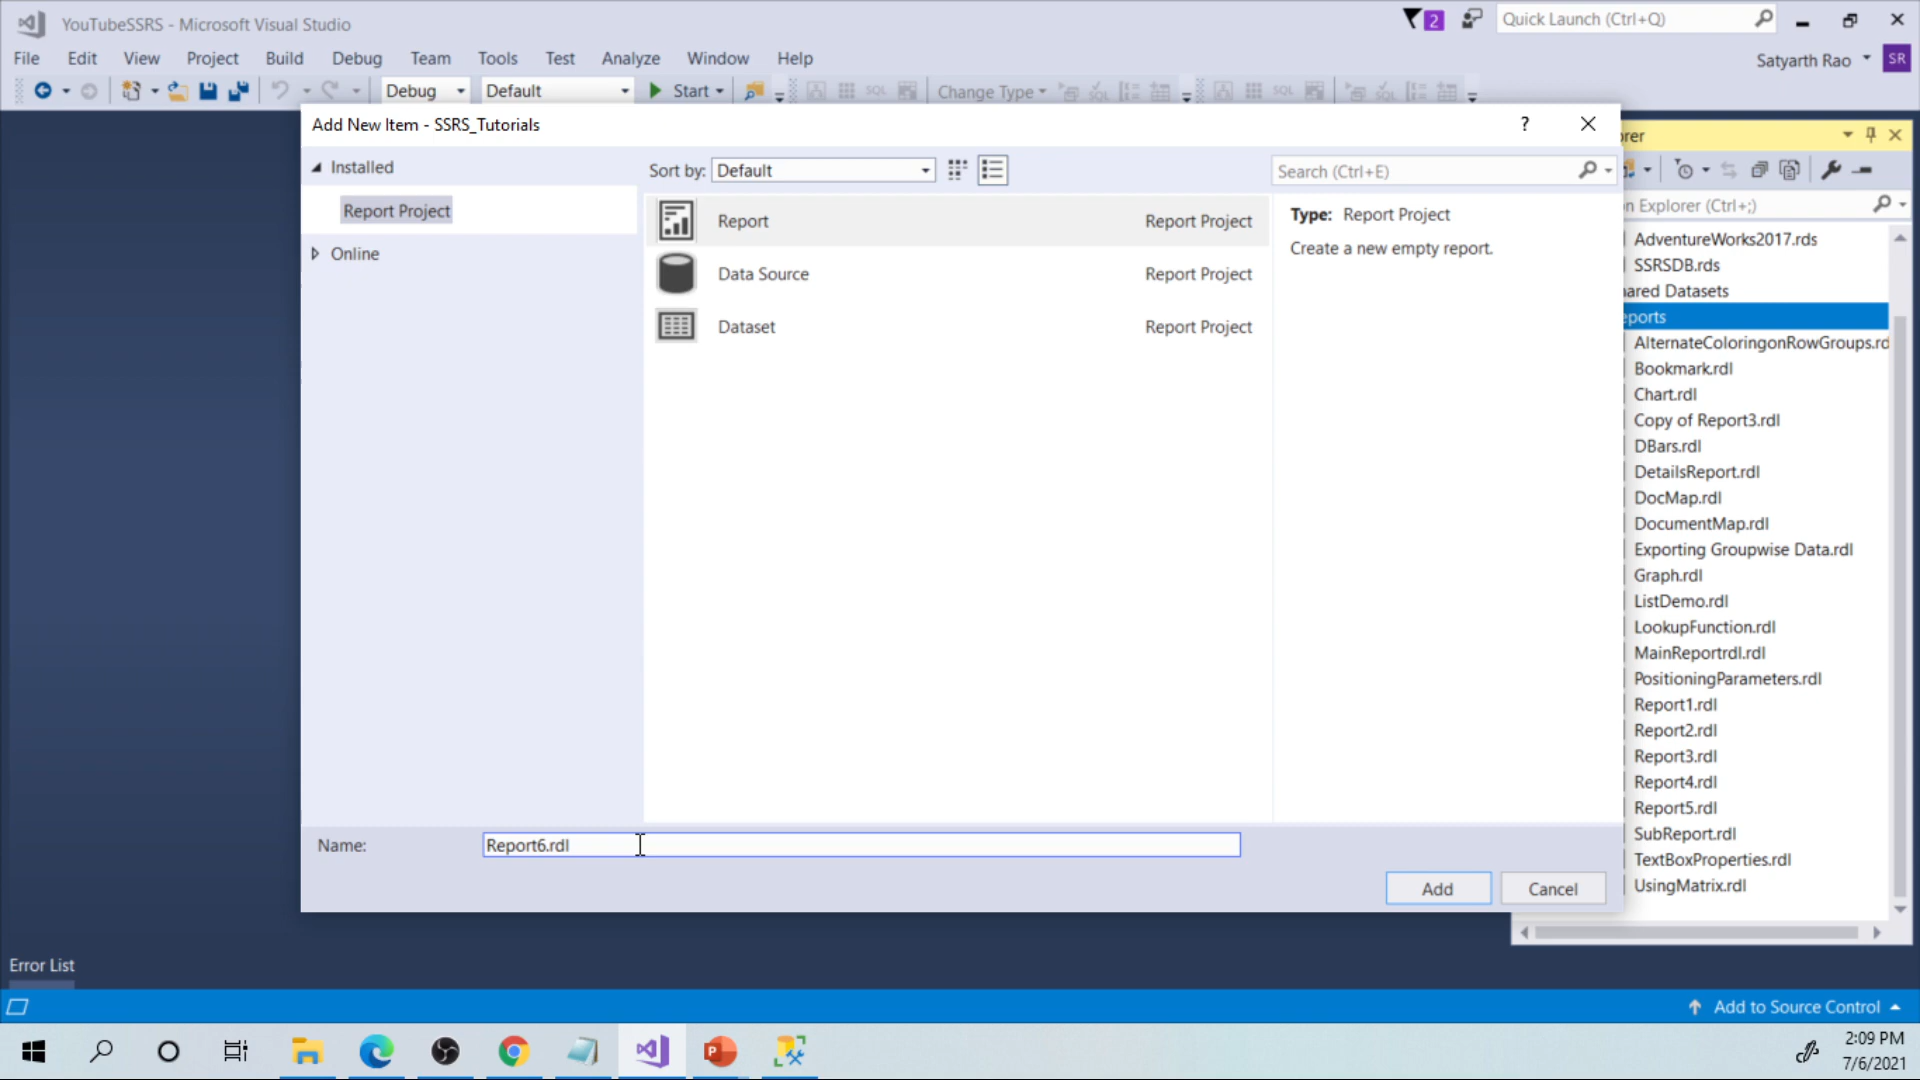 YouTubeSSRS - Microsoft Visual Studio
2
Quick Launch (Ctrl+Q)
File Edit View Project Build Debug Team Tools Test Analyze Window Help
Satyarth Rao SR
Debug Default Start SQL Change Type SQL SQL SQL
Add New Item - SSRS_Tutorials ?
Installed
Report Project
Online
Sort by: Default
Search (Ctrl+E)
Report Report Project
Data Source Report Project
Dataset Report Project
Type: Report Project
Create a new empty report.
Name: Report6.rdl
Add Cancel
rer
n Explorer (Ctrl+;)
AdventureWorks2017.rds
SSRSDB.rds
ared Datasets
eports
AlternateColoringonRowGroups.rd
Bookmark.rdl
Chart.rdl
Copy of Report3.rdl
DBars.rdl
DetailsReport.rdl
DocMap.rdl
DocumentMap.rdl
Exporting Groupwise Data.rdl
Graph.rdl
ListDemo.rdl
LookupFunction.rdl
MainReportrdl.rdl
PositioningParameters.rdl
Report1.rdl
Report2.rdl
Report3.rdl
Report4.rdl
Report5.rdl
SubReport.rdl
TextBoxProperties.rdl
UsingMatrix.rdl
Error List
Add to Source Control
2:09 PM
7/6/2021